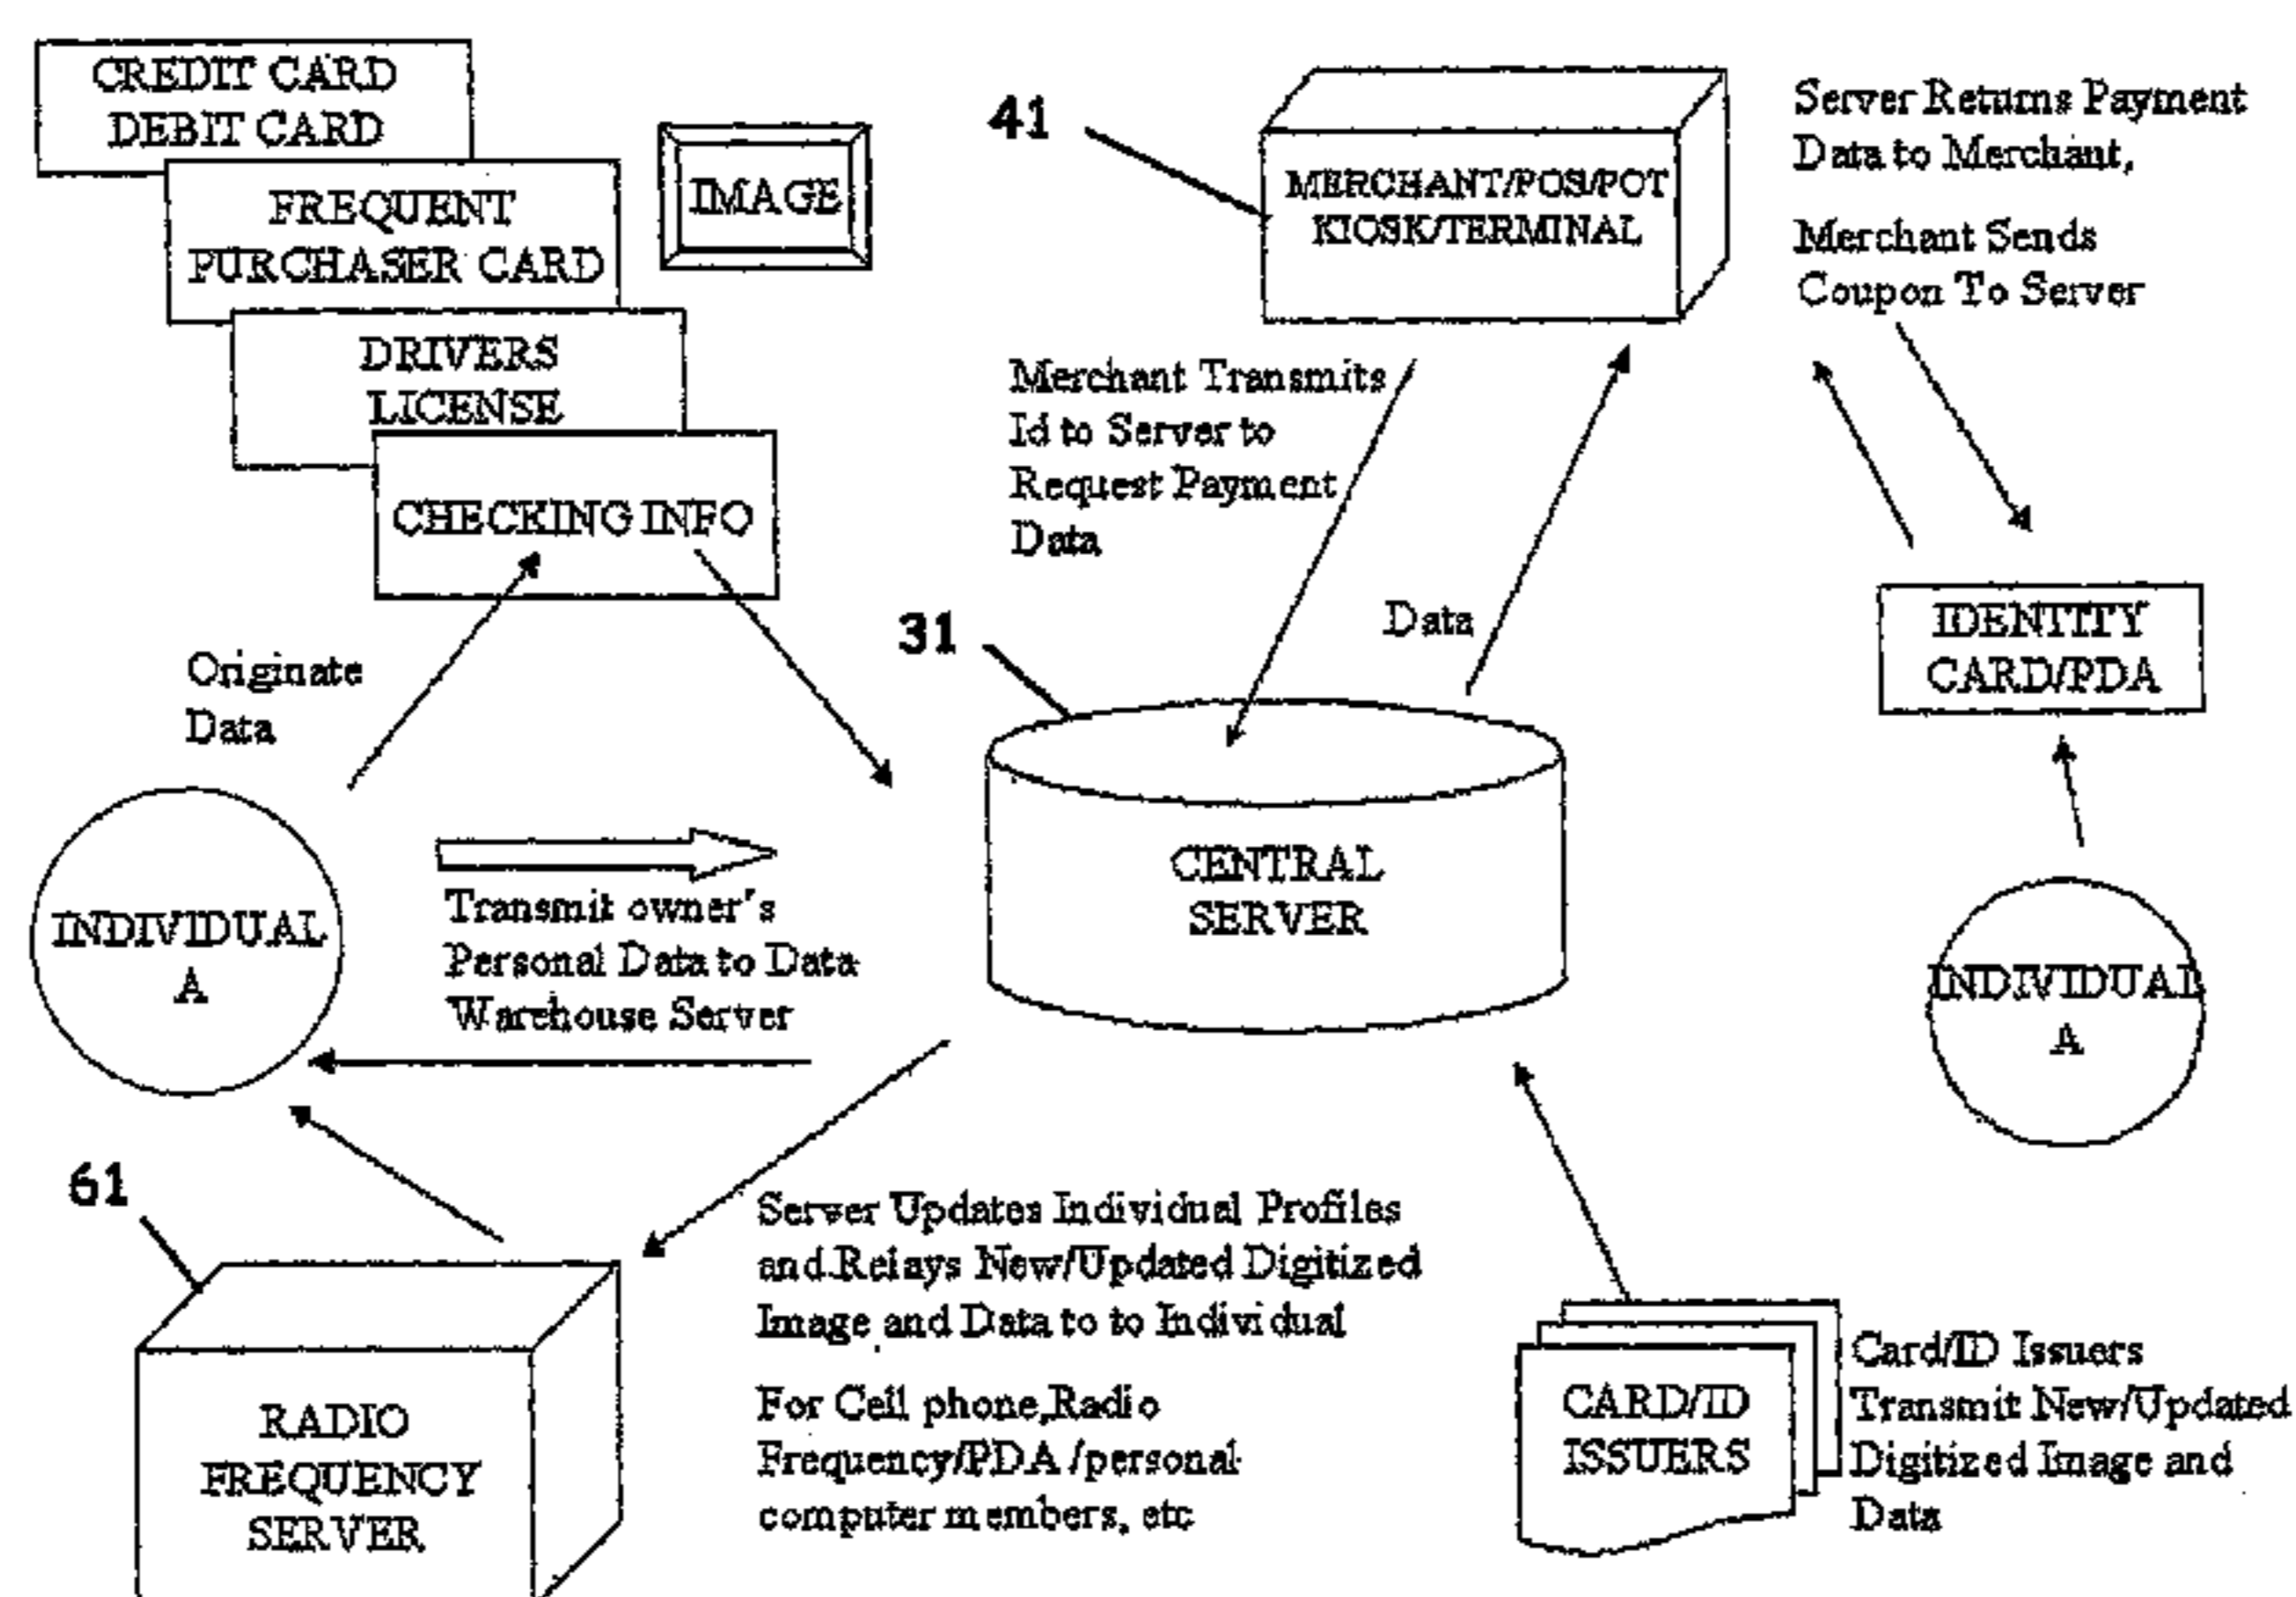 CREDIT CARD
DEBIT CARD
FREQUENT
PURCHASER CARD
IMAGE
DRIVERS
LICENSE
CHECKING INFO
41
MERCHANT/POS/POT
KIOSK/TERMINAL
Server Returns Payment
Data to Merchant,
Merchant Sends
Coupon To Server
Merchant Transmits
Id to Server to
Request Payment
Data
Data
31
IDENTITY
CARD/PDA
Originate
Data
INDIVIDUAL
A
Transmit owner's
Personal Data to Data
Warehouse Server
CENTRAL
SERVER
INDIVIDUAL
A
61
RADIO
FREQUENCY
SERVER
Server Updates Individual Profiles
and Relays New/Updated Digitized
Image and Data to to Individual
For Cell phone,Radio
Frequency/PDA /personal
computer members, etc
CARD/ID
ISSUERS
Card/ID Issuers
Transmit New/Updated
Digitized Image and
Data